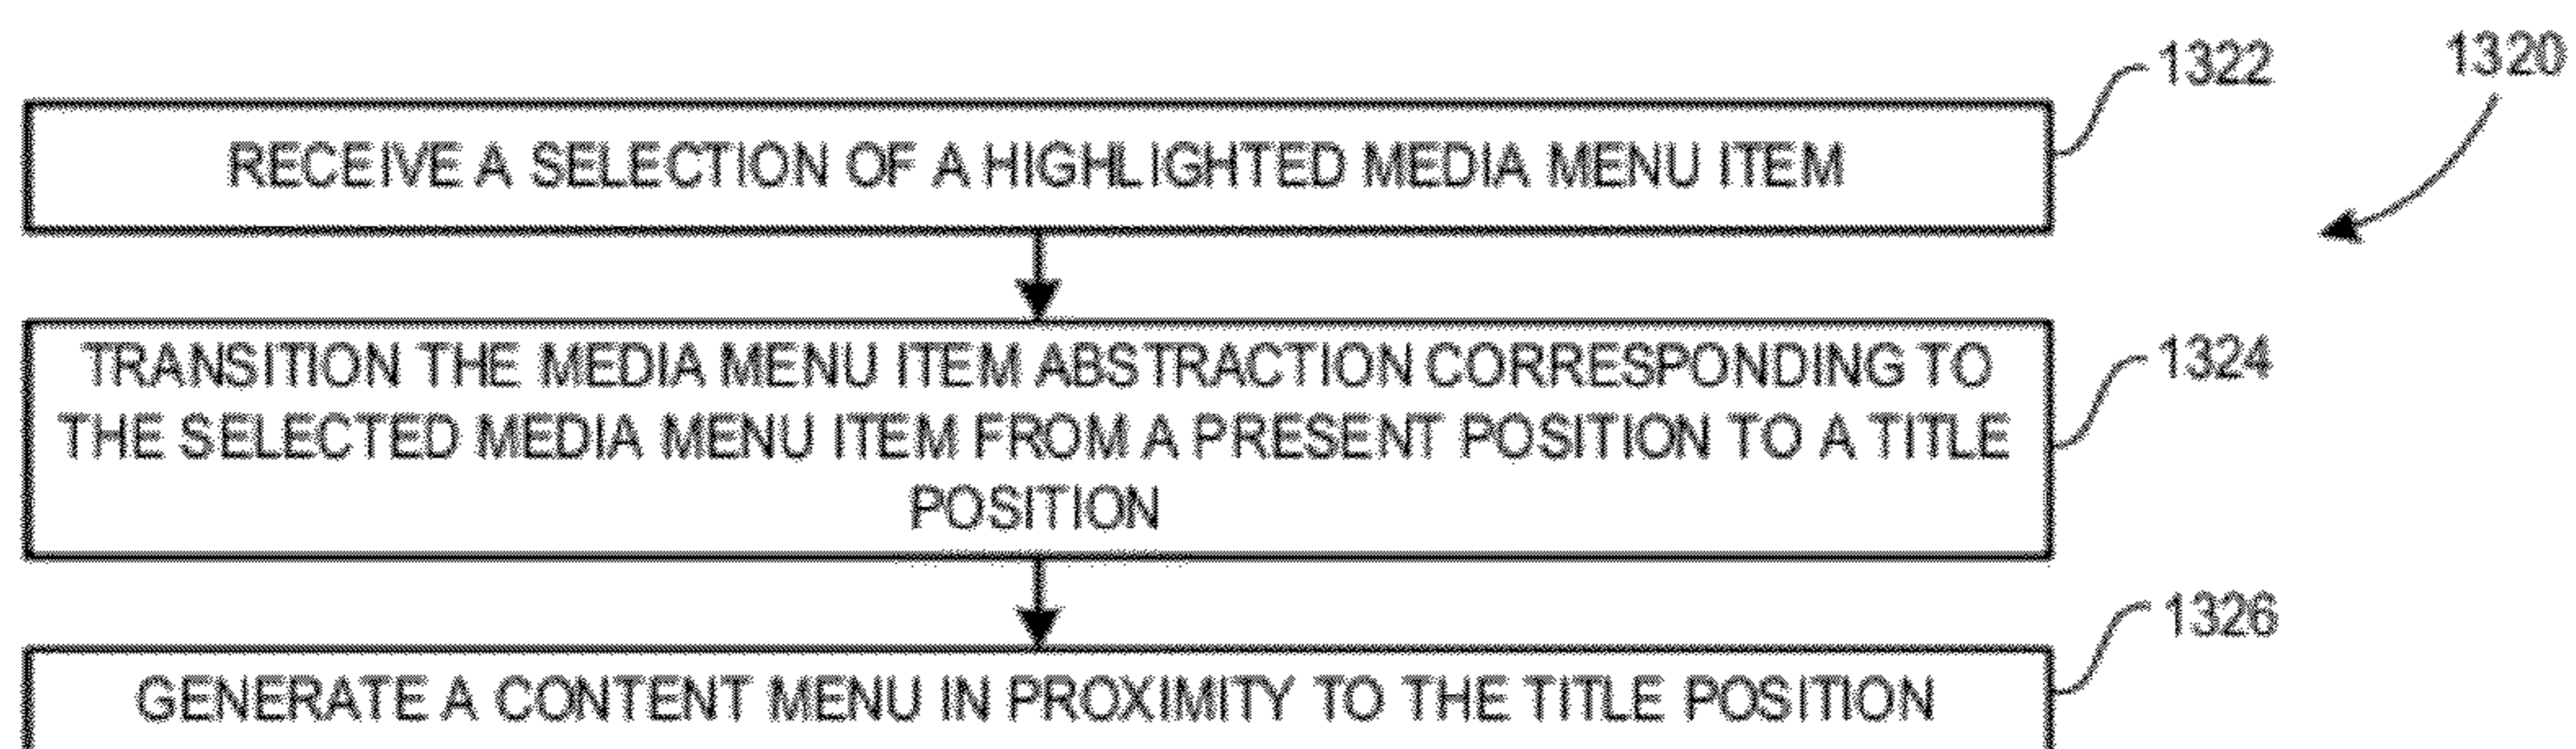 1320
1322
RECEIVE A SELECTION OF A HIGHLIGHTED MEDIA MENU ITEM
1324
TRANSITION THE MEDIA MENU ITEM ABSTRACTION CORRESPONDING TO
THE SELECTED MEDIA MENU ITEM FROM A PRESENT POSITION TO A TITLE
POSITION
1326
GENERATE A CONTENT MENU IN PROXIMITY TO THE TITLE POSITION